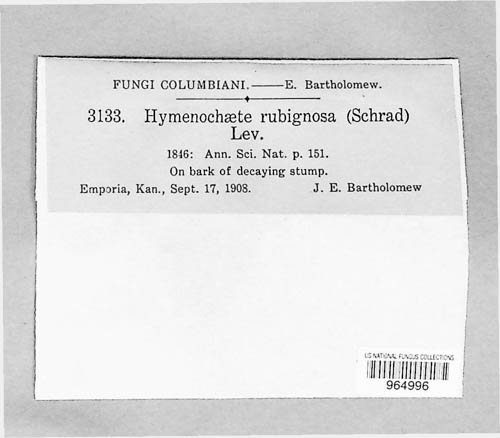 FUNGI COLUMBIANI.——E. Bartholomew.
3133. Hymenochæte rubignosa (Schrad)
Lev.
1846: Ann. Sci. Nat. p. 151.
On bark of decaying stump.
Emporia, Kan., Sept. 17, 1908. J. E. Bartholomew
US NATIONAL FUNGUS COLLECTIONS
964996